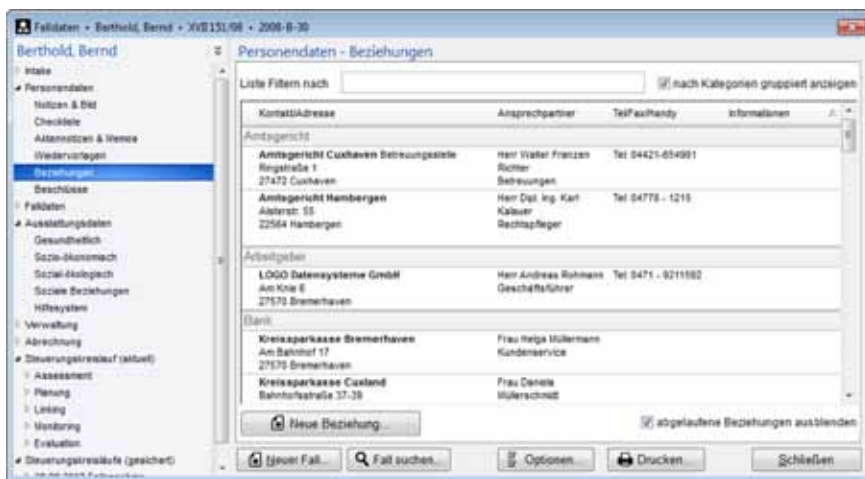 Falldaten • Berthold, Bernd • XVII 151/08 • 2008-B-30
Berthold, Bernd
Intake
Personendaten
Notizen & Bild
Checkliste
Aktennotizen & Memos
Wiedervorlagen
Beziehungen
Beschlüsse
Falldaten
Ausstattungsdaten
Gesundheitlich
Sozio-ökonomisch
Sozial-ökologisch
Soziale Beziehungen
Hilfesystem
Verwaltung
Abrechnung
Steuerungskreislauf (aktuell)
Assessment
Planung
Linking
Monitoring
Evaluation
Steuerungskreisläufe (gesichert)
Personendaten - Beziehungen
Liste Filtern nach
nach Kategorien gruppiert anzeigen
Kontakt/Adresse Ansprechpartner Tel/Fax/Handy Informationen
Amtsgericht
Amtsgericht Cuxhaven Betreuungsstelle Herr Walter Franzen Tel: 04421-654981
Ringstraße 1 Richter
27472 Cuxhaven Betreuungen
Amtsgericht Hambergen Herr Dipl. Ing. Karl Tel: 04778 - 1215
Alsterstr. 55 Kalauer
22564 Hambergen Rechtspfleger
Arbeitgeber
LOGO Datensysteme GmbH Herr Andreas Rohmann Tel: 0471 - 9211592
Am Knie 6 Geschäftsführer
27570 Bremerhaven
Bank
Kreissparkasse Bremerhaven Frau Helga Müllermann
Am Bahnhof 17 Kundenservice
27575 Bremerhaven
Kreissparkasse Cuxland Frau Daniela
Bahnhofstraße 37-39 Müllerschmidt
Neue Beziehung...
abgelaufene Beziehungen ausblenden
Neuer Fall... Fall suchen... Optionen... Drucken... Schließen